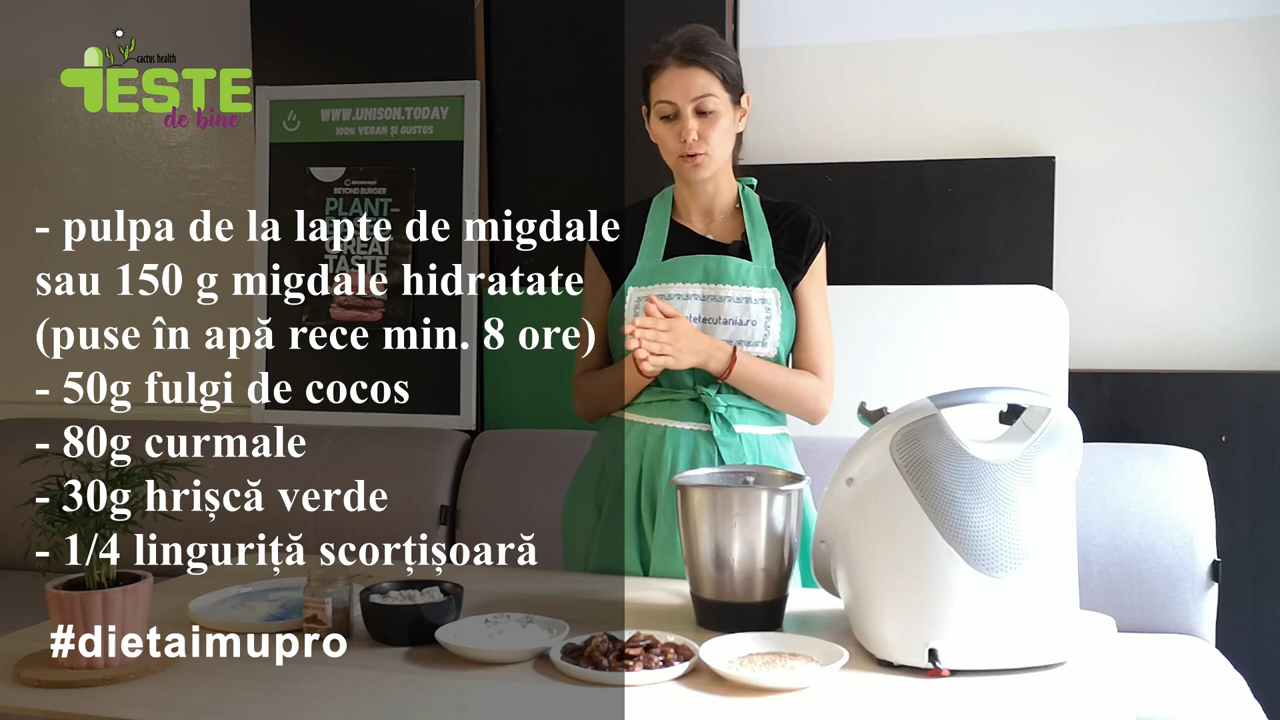 cactus health
ESTE
de bine
WWW.UNISON.TODAY
100% VEGAN ȘI GUSTOS
BEYOND BURGER
PLANT-
GREAT
TASTE
- pulpa de la lapte de migdale
sau 150 g migdale hidratate
(puse în apă rece min. 8 ore)
- 50g fulgi de cocos
- 80g curmale
- 30g hrișcă verde
- 1/4 linguriță scorțișoară
etecutania.ro
#dietaimupro